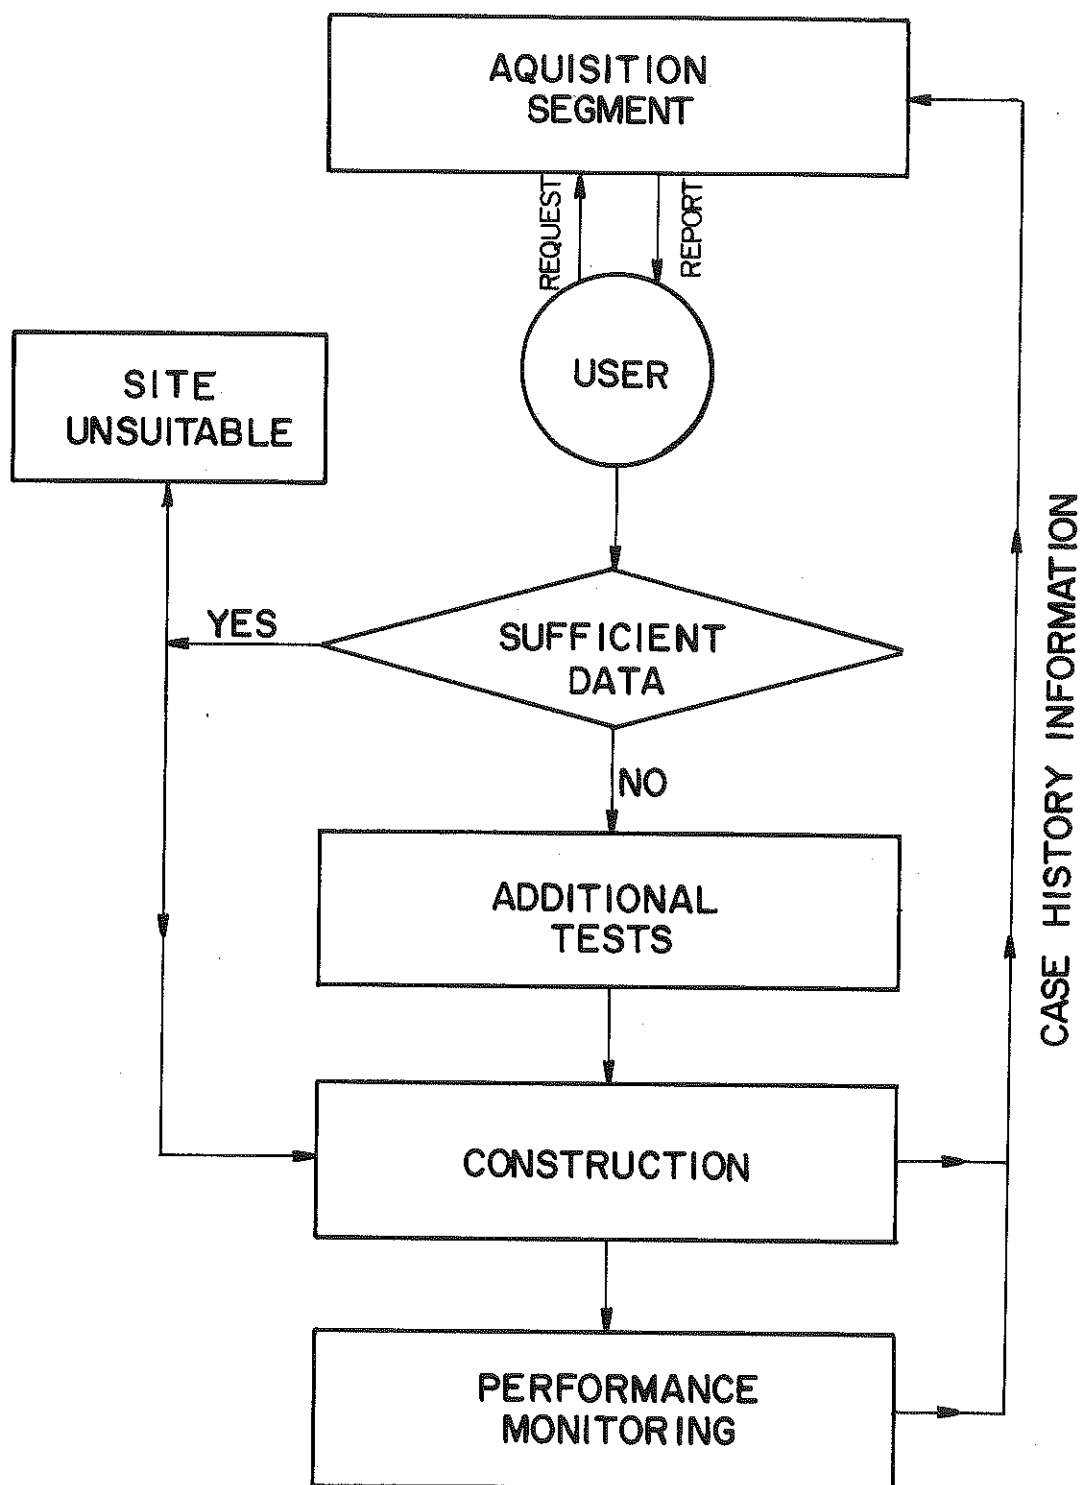 AQUISITION
SEGMENT
REQUEST
REPORT
USER
SITE
UNSUITABLE
YES
SUFFICIENT
DATA
NO
ADDITIONAL
TESTS
CONSTRUCTION
PERFORMANCE
MONITORING
CASE HISTORY INFORMATION